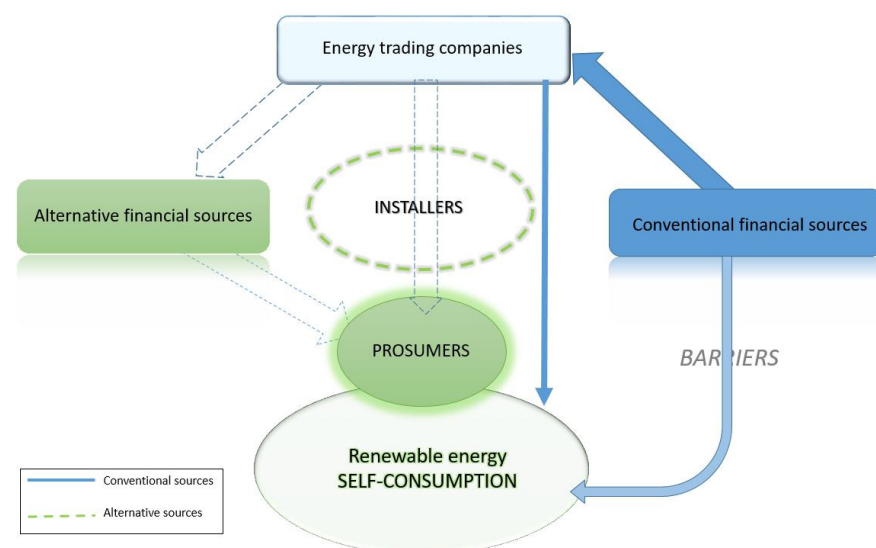 Energy trading companies
INSTALLERS
Alternative financial sources
Conventional financial sources
PROSUMERS
BARRIERS
Renewable energy
SELF-CONSUMPTION
Conventional sources
Alternative sources